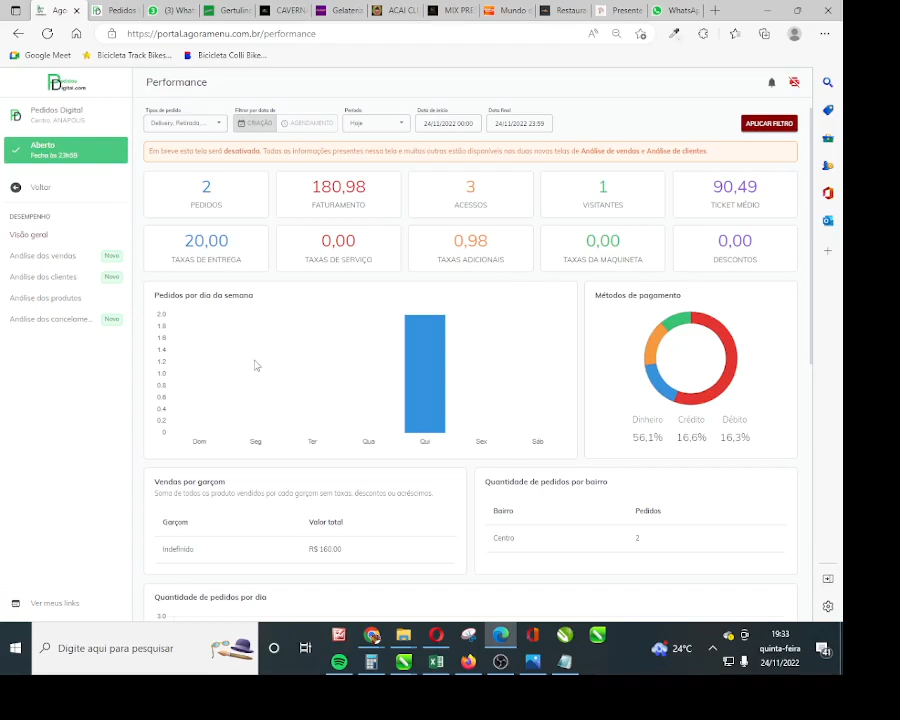 Ago
Pedidos
(3) What
Gertulin
CAVERN
Gelateria
ACAI CL
MIX PRE
Mundo d
Restaura
Presente
WhatsAp
https://portal.agoramenu.com.br/performance
Google Meet
Bicicleta Track Bikes...
Bicicleta Colli Bike...
Pedidos Digital.com
Performance
Pedidos Digital
Centro, ANAPOLIS
Aberto
Fecha às 23h59
Voltar
DESEMPENHO
Visão geral
Análise das vendas Novo
Análise dos clientes Novo
Análise dos produtos
Análise dos cancelame... Novo
Ver meus links
Tipos de pedido
Delivery, Retirada,...
Filtrar por data de
CRIAÇÃO
AGENDAMENTO
Período
Hoje
Data de início
24/11/2022 00:00
Data final
24/11/2022 23:59
APLICAR FILTRO
Em breve esta tela será desativada. Todas as informações presentes nessa tela e muitas outras estão disponíveis nas duas novas telas de Análise de vendas e Análise de clientes.
2
PEDIDOS
180,98
FATURAMENTO
3
ACESSOS
1
VISITANTES
90,49
TICKET MÉDIO
20,00
TAXAS DE ENTREGA
0,00
TAXAS DE SERVIÇO
0,98
TAXAS ADICIONAIS
0,00
TAXAS DA MAQUINETA
0,00
DESCONTOS
Pedidos por dia da semana
2.0
1.8
1.6
1.4
1.2
1.0
0.8
0.6
0.4
0.2
0
Dom Seg Ter Qua Qui Sex Sáb
Métodos de pagamento
Dinheiro Crédito Débito
56,1% 16,6% 16,3%
Vendas por garçom
Soma de todos os produto vendidos por cada garçom sem taxas, descontos ou acréscimos.
Garçom Valor total
Indefinido R$ 160,00
Quantidade de pedidos por bairro
Bairro Pedidos
Centro 2
Quantidade de pedidos por dia
3.0
Digite aqui para pesquisar
24°C
19:33
quinta-feira
24/11/2022
41